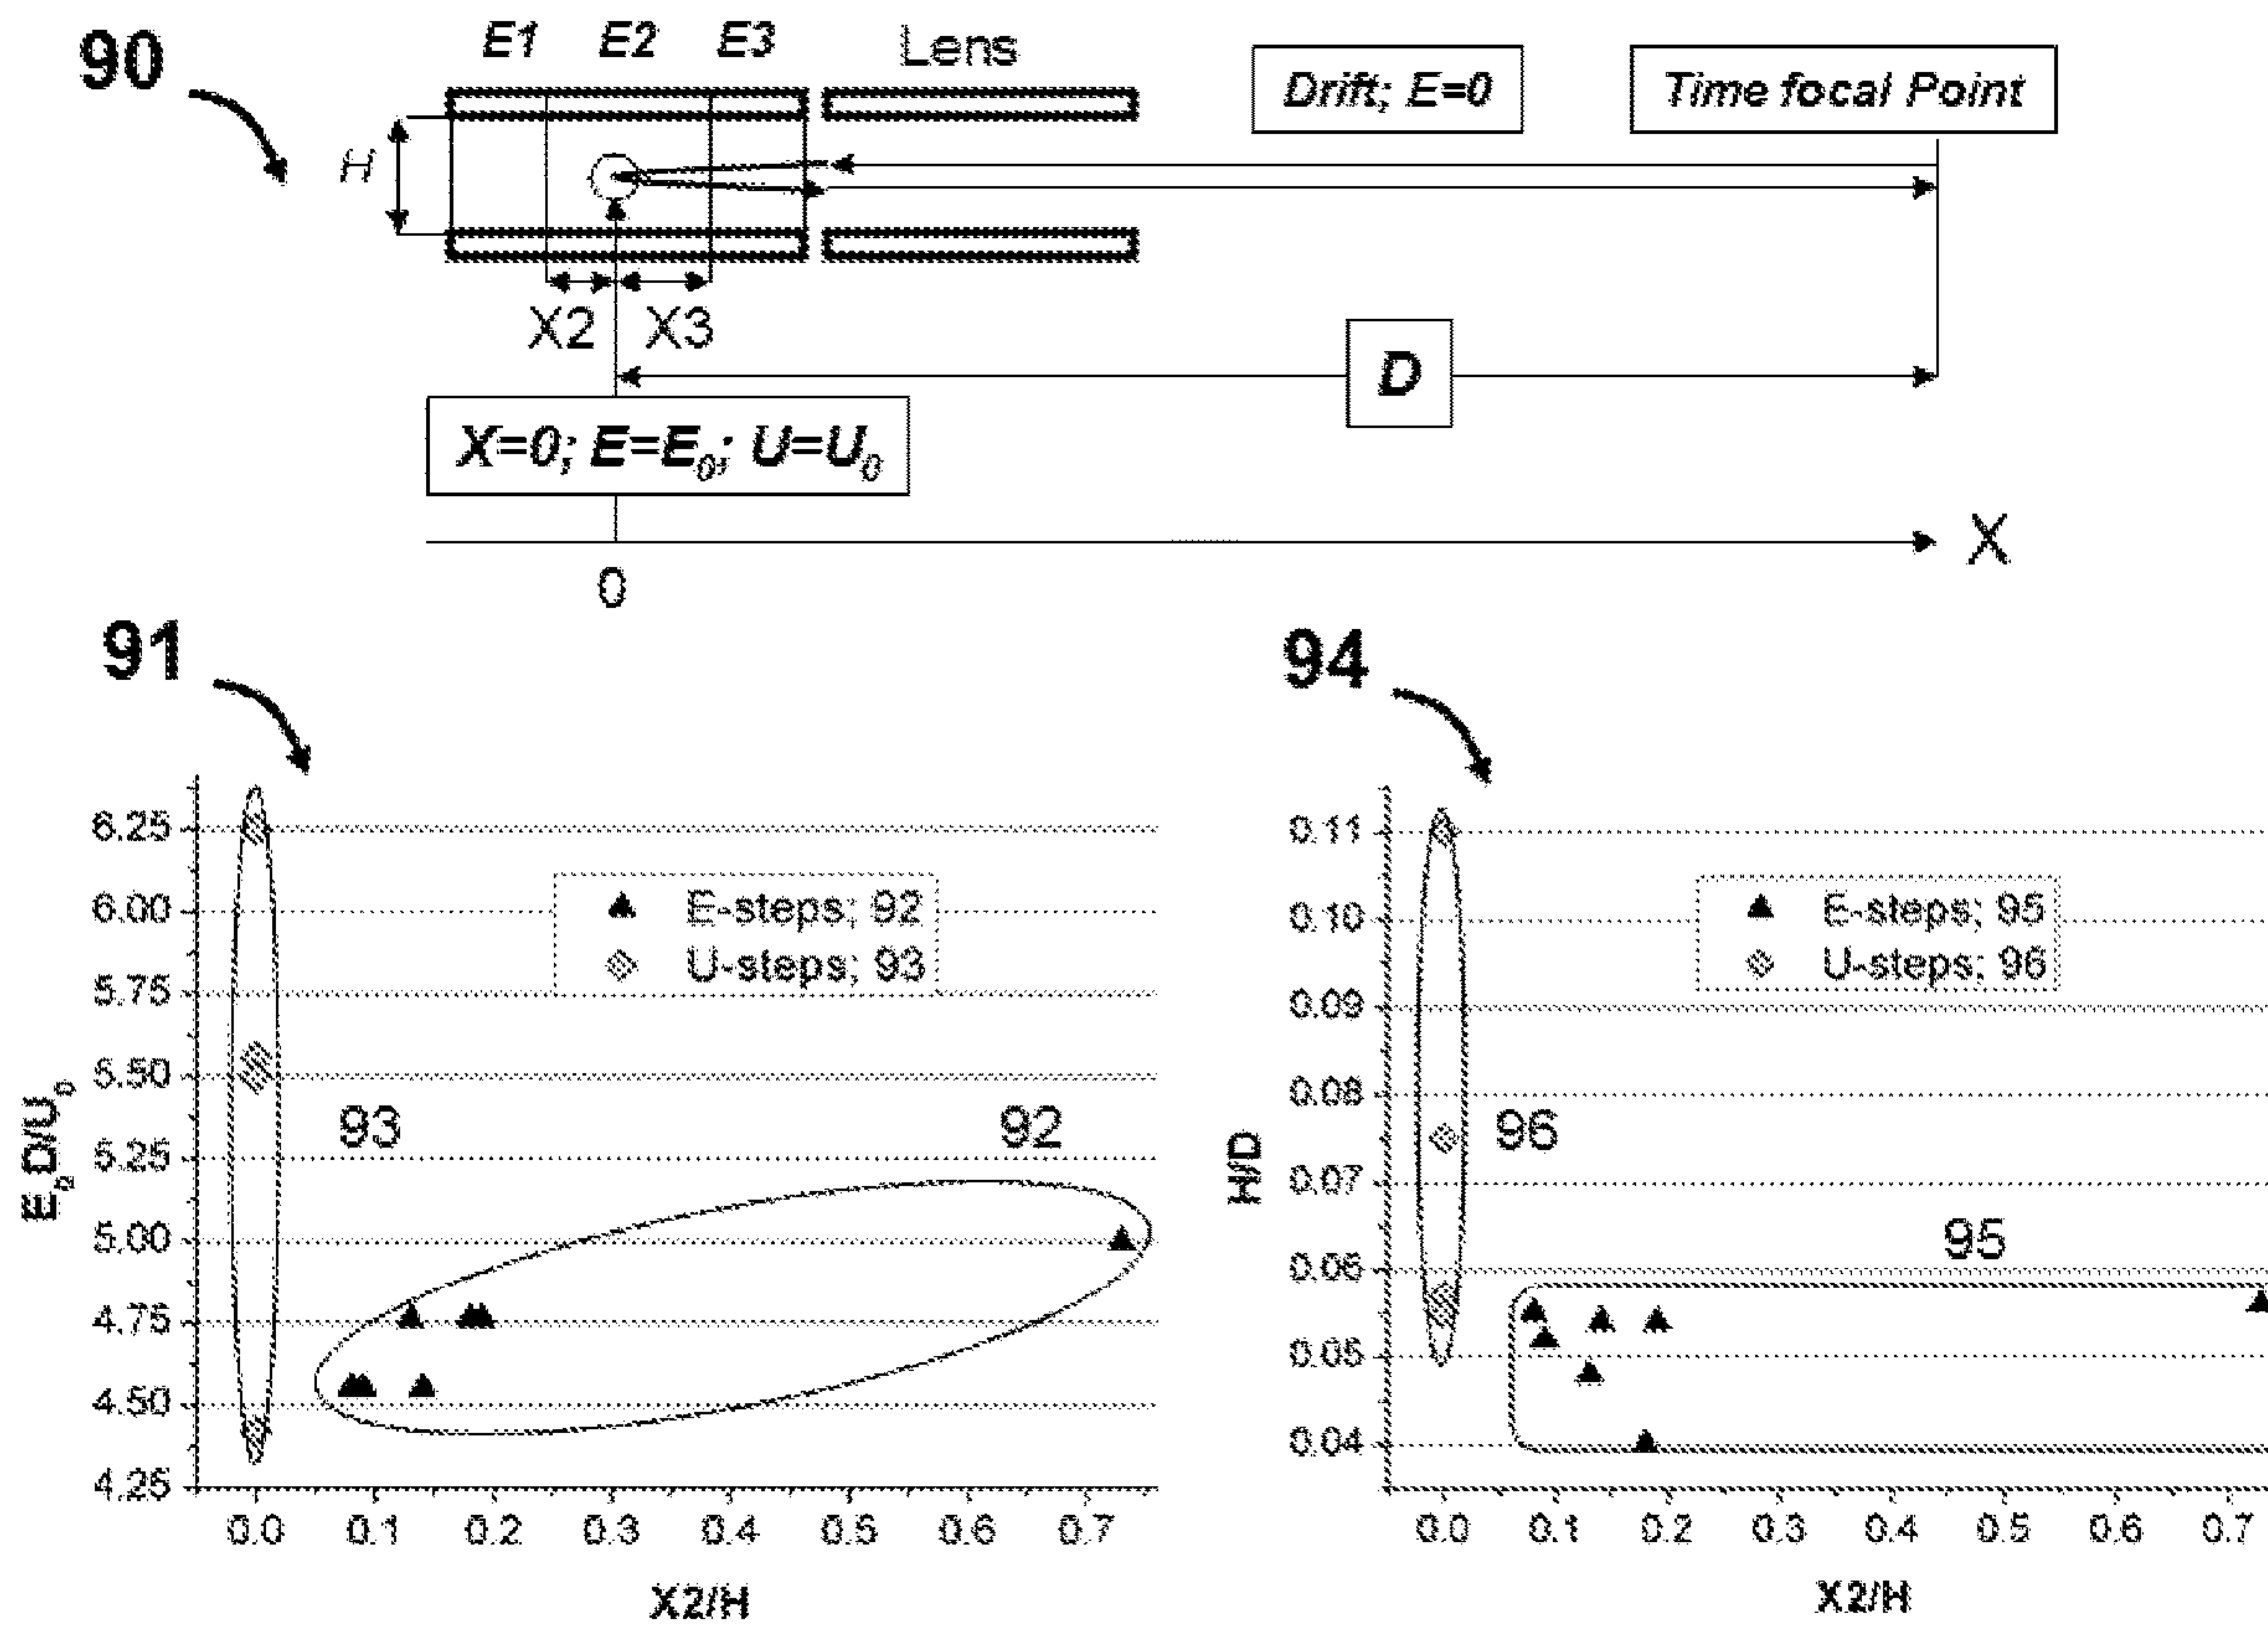 90
E1 E2 E3 Lens
Drift; E=0
Time focal Point
H
X2 X3
D
X=0; E=E₀; U=U₀
X
0
91
94
E₀D/U₀
6.25
6.00
5.75
5.50
5.25
5.00
4.75
4.50
4.25
E-steps; 92
U-steps; 93
93
92
0.0 0.1 0.2 0.3 0.4 0.5 0.6 0.7
X2/H
H/D
0.11
0.10
0.09
0.08
0.07
0.06
0.05
0.04
E-steps; 95
U-steps; 96
96
95
0.0 0.1 0.2 0.3 0.4 0.5 0.6 0.7
X2/H